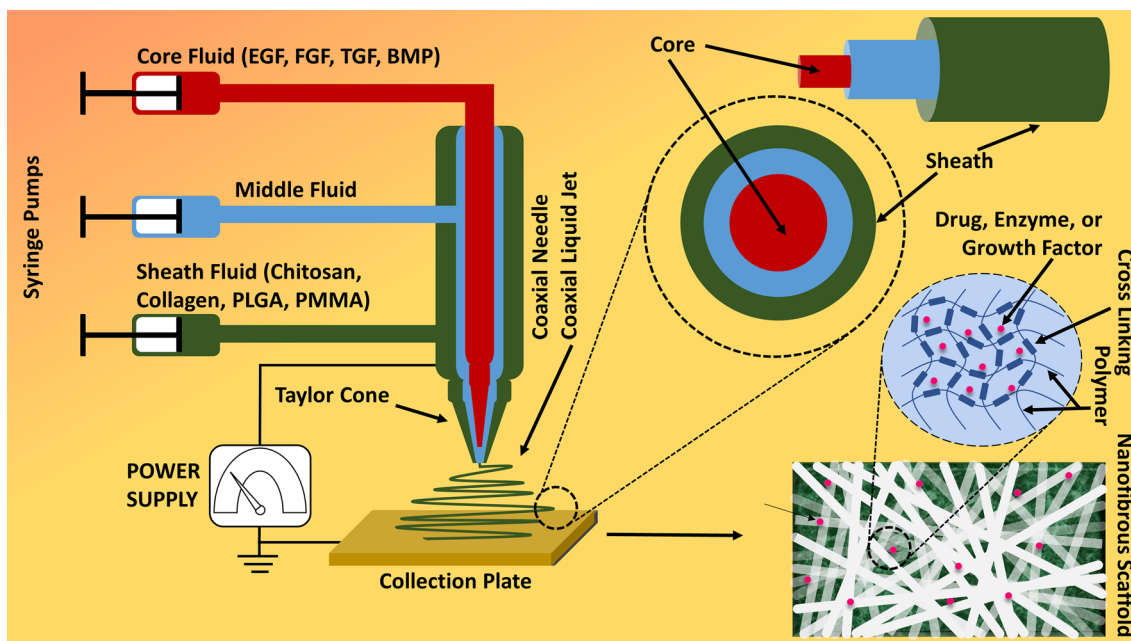 Core Fluid (EGF, FGF, TGF, BMP)
Core
Syringe Pumps
Middle Fluid
Sheath
Sheath Fluid (Chitosan,
Collagen, PLGA, PMMA)
Coaxial Needle
Coaxial Liquid Jet
Drug, Enzyme, or
Growth Factor
Cross Linking
Polymer
Taylor Cone
POWER
SUPPLY
Collection Plate
Nanofibrous Scaffold